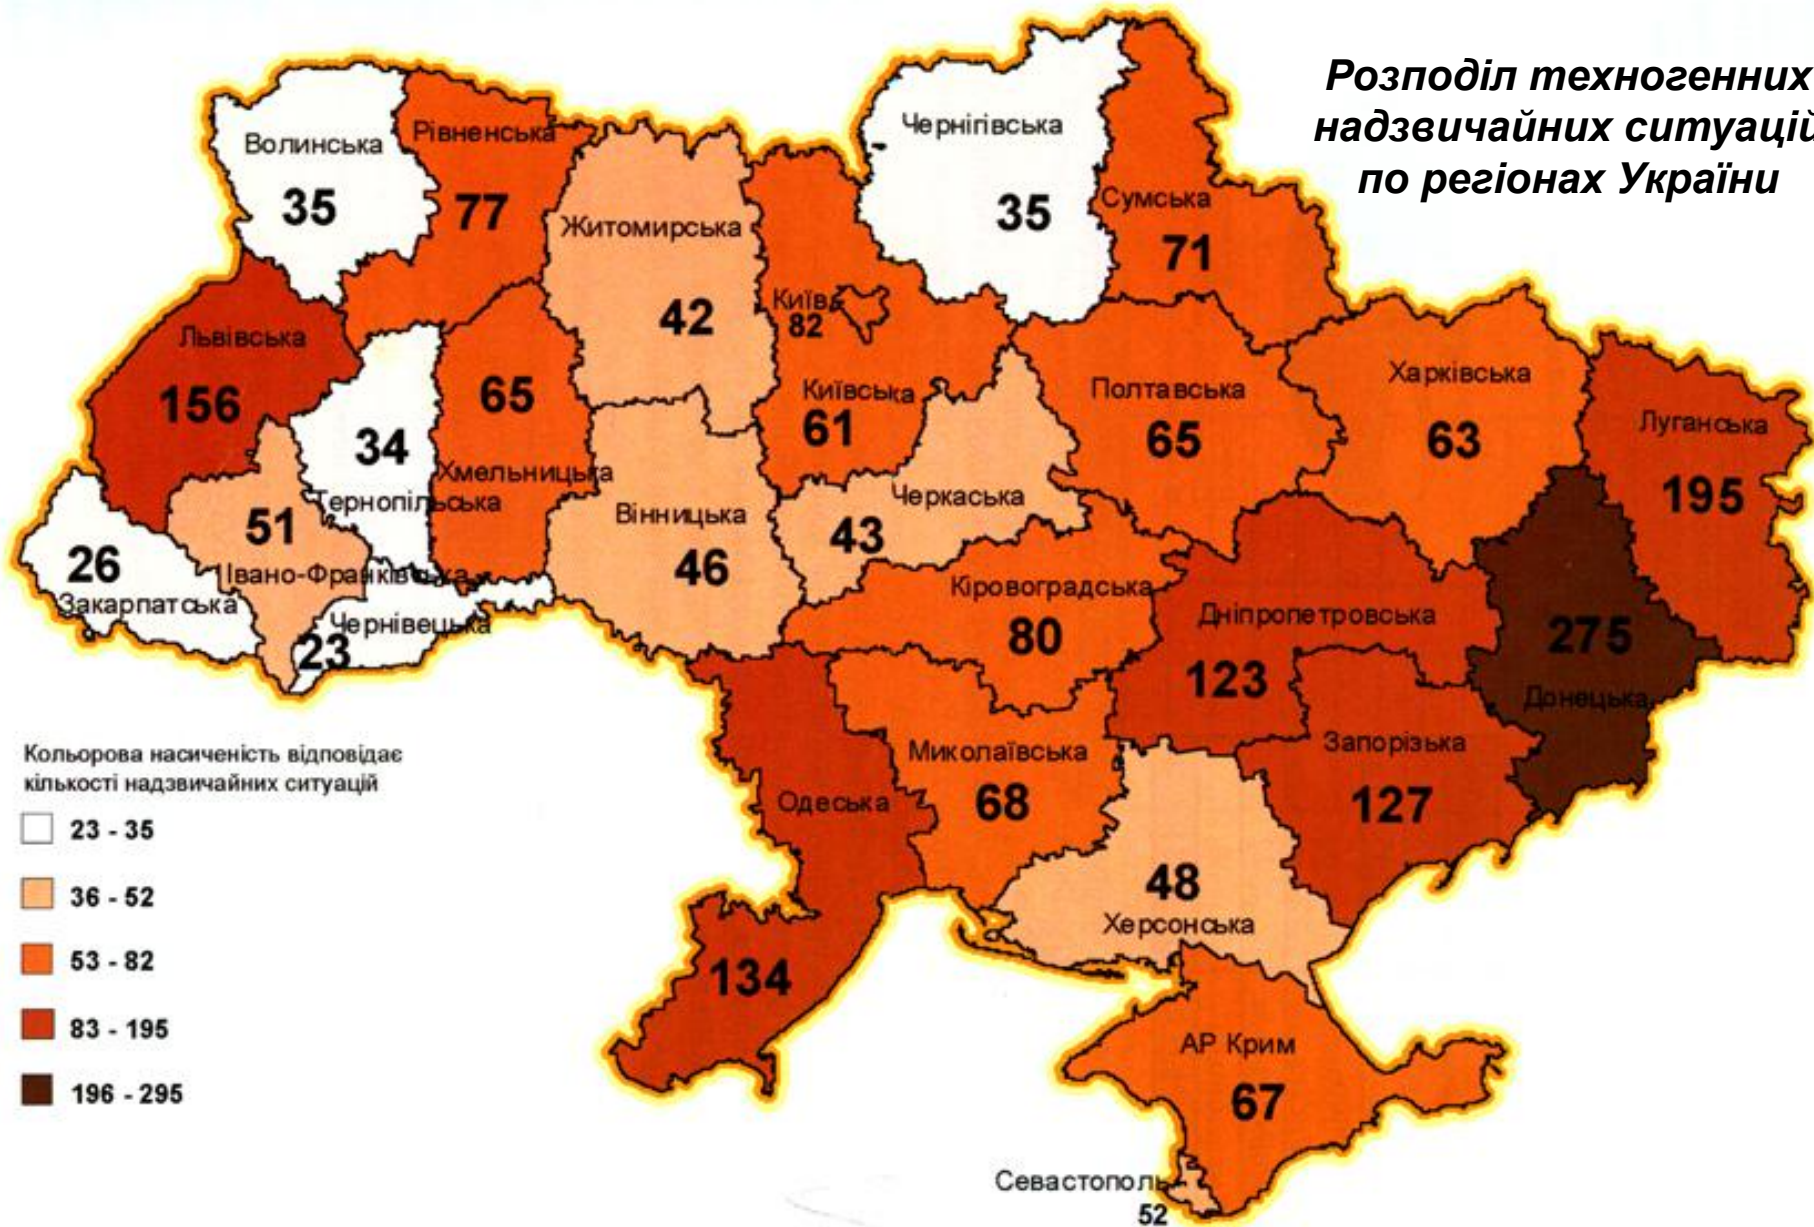 Розподіл техногенних
надзвичайних ситуацій
по регіонах України
Волинська
35
Рівненська
77
Житомирська
42
Київ
82
Київська
61
Чернігівська
35
Сумська
71
Львівська
156
34
Тернопільська
65
Хмельницька
Вінницька
46
Черкаська
43
Полтавська
65
Харківська
63
Луганська
195
26
Закарпатська
51
Івано-Франківська
Чернівецька
23
Кіровоградська
80
Дніпропетровська
123
275
Донецька
Запорізька
127
Миколаївська
68
Одеська
134
48
Херсонська
АР Крим
67
Севастополь
52
Кольорова насиченість відповідає
кількості надзвичайних ситуацій
23 - 35
36 - 52
53 - 82
83 - 195
196 - 295